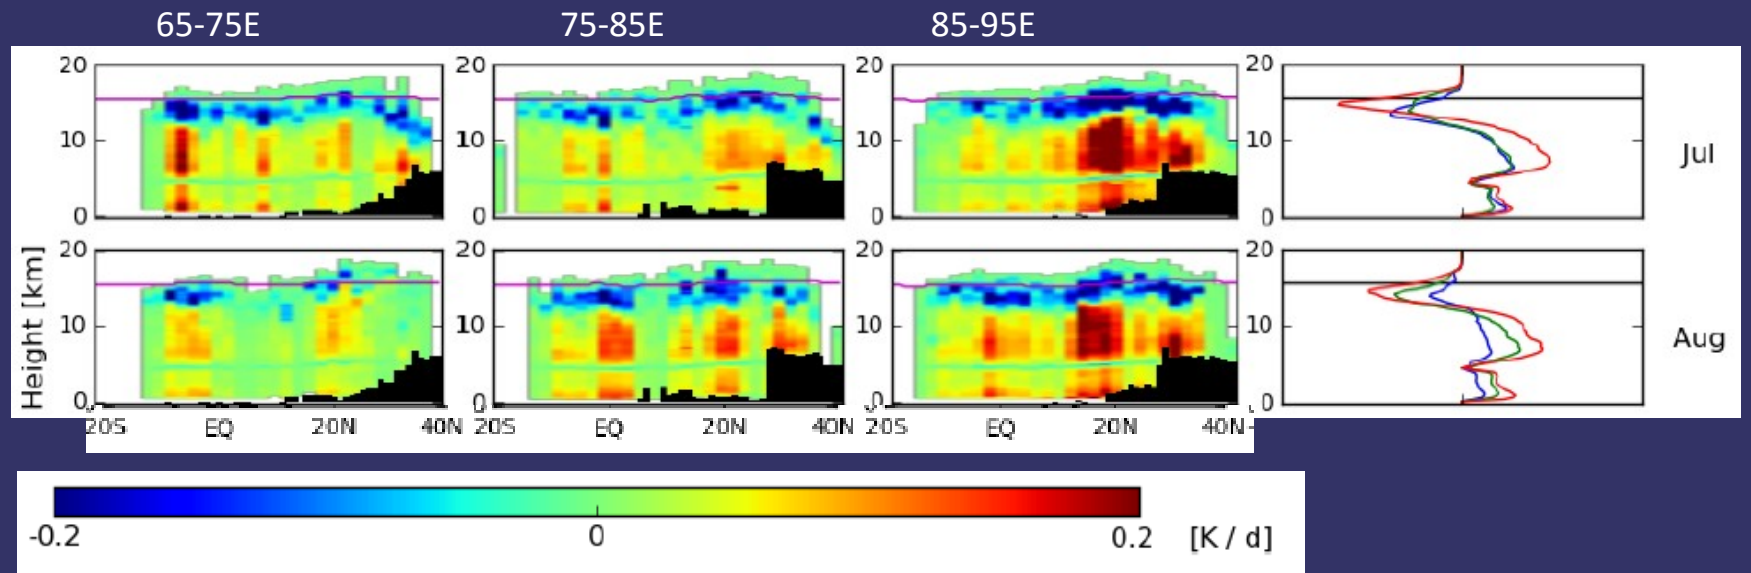 65-75E 75-85E 85-95E
20 20 20 20
10 10 10 10 Jul
0 0 0 0
20 20 20 20
10 10 10 10 Aug
Height [km]
0 0 0 0
20S EQ 20N 40N 20S EQ 20N 40N 20S EQ 20N 40N
-0.2 0 0.2 [K / d]